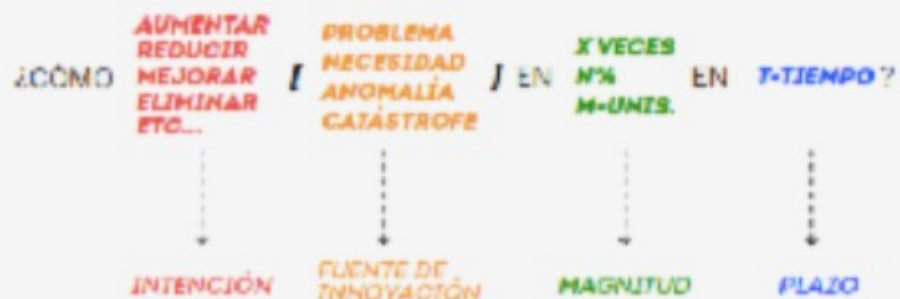 ¿CÓMO
AUMENTAR
REDUCIR
MEJORAR
ELIMINAR
ETC...
[
PROBLEMA
NECESIDAD
ANOMALÍA
CATÁSTROFE
] EN
X VECES
N%
M-UNIS.
EN
T-TIEMPO?
INTENCIÓN
FUENTE DE
INNOVACIÓN
MAGNITUD
PLAZO